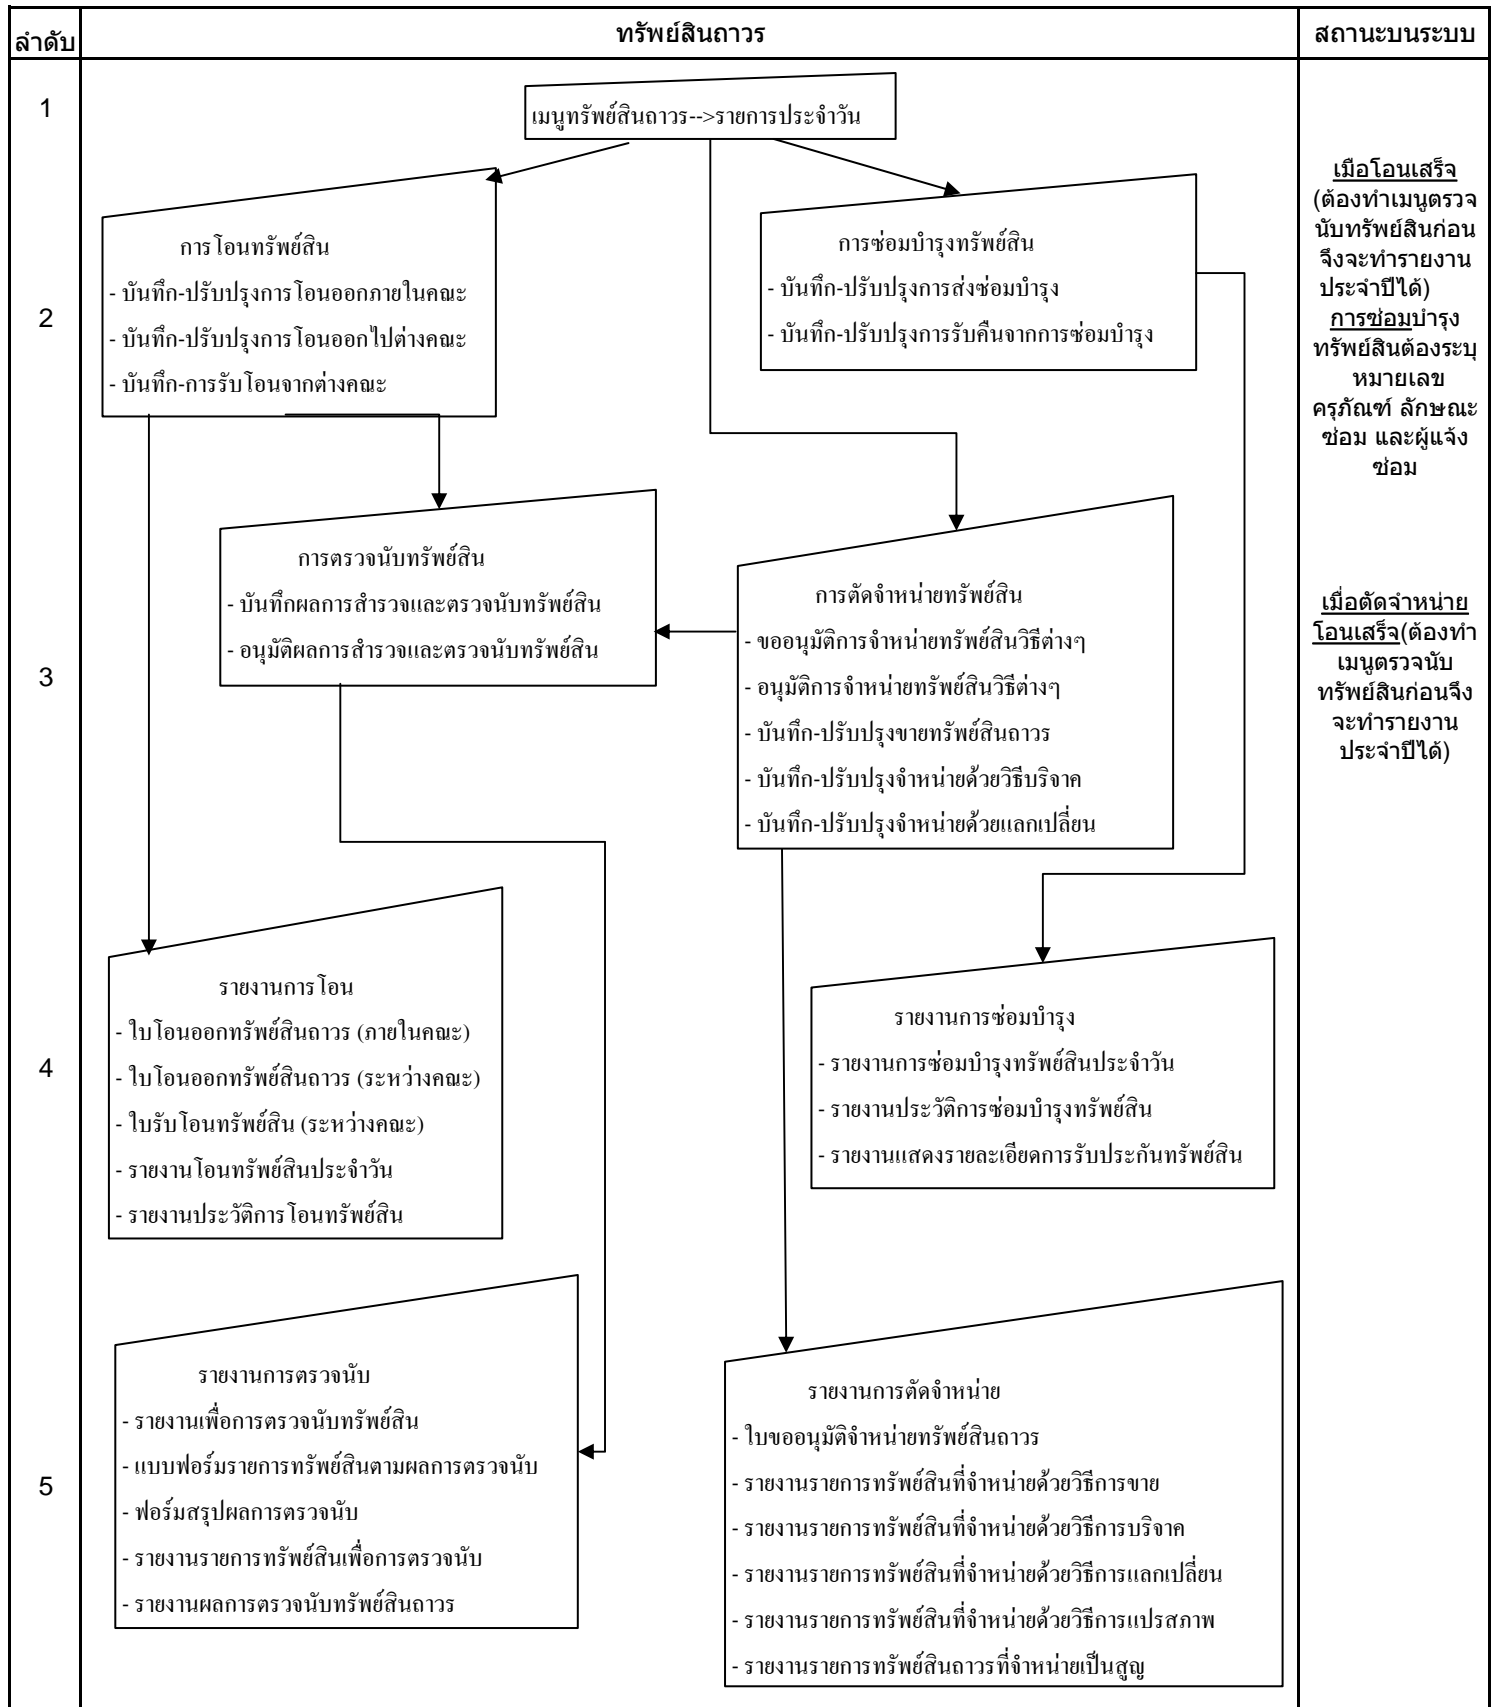 ลำดับ
ทรัพย์สินถาวร
สถานะบนระบบ
1
เมนูทรัพย์สินถาวร-->รายการประจำวัน
2
การโอนทรัพย์สิน
- บันทึก-ปรับปรุงการโอนออกภายในคณะ
- บันทึก-ปรับปรุงการโอนออกไปต่างคณะ
- บันทึก-การรับโอนจากต่างคณะ
การซ่อมบำรุงทรัพย์สิน
- บันทึก-ปรับปรุงการส่งซ่อมบำรุง
- บันทึก-ปรับปรุงการรับคืนจากการซ่อมบำรุง
เมือโอนเสร็จ
(ต้องทำเมนูตรวจ
นับทรัพย์สินก่อน
จึงจะทำรายงาน
ประจำปีได้)
การซ่อมบำรุง
ทรัพย์สินต้องระบุ
หมายเลข
ครุภัณฑ์ ลักษณะ
ซ่อม และผู้แจ้ง
ซ่อม
3
การตรวจนับทรัพย์สิน
- บันทึกผลการสำรวจและตรวจนับทรัพย์สิน
- อนุมัติผลการสำรวจและตรวจนับทรัพย์สิน
การตัดจำหน่ายทรัพย์สิน
- ขออนุมัติการจำหน่ายทรัพย์สินวิธีต่างๆ
- อนุมัติการจำหน่ายทรัพย์สินวิธีต่างๆ
- บันทึก-ปรับปรุงขายทรัพย์สินถาวร
- บันทึก-ปรับปรุงจำหน่ายด้วยวิธีบริจาค
- บันทึก-ปรับปรุงจำหน่ายด้วยแลกเปลี่ยน
เมื่อตัดจำหน่าย
โอนเสร็จ(ต้องทำ
เมนูตรวจนับ
ทรัพย์สินก่อนจึง
จะทำรายงาน
ประจำปีได้)
4
รายงานการโอน
- ใบโอนออกทรัพย์สินถาวร (ภายในคณะ)
- ใบโอนออกทรัพย์สินถาวร (ระหว่างคณะ)
- ใบรับโอนทรัพย์สิน (ระหว่างคณะ)
- รายงานโอนทรัพย์สินประจำวัน
- รายงานประวัติการโอนทรัพย์สิน
รายงานการซ่อมบำรุง
- รายงานการซ่อมบำรุงทรัพย์สินประจำวัน
- รายงานประวัติการซ่อมบำรุงทรัพย์สิน
- รายงานแสดงรายละเอียดการรับประกันทรัพย์สิน
5
รายงานการตรวจนับ
- รายงานเพื่อการตรวจนับทรัพย์สิน
- แบบฟอร์มรายการทรัพย์สินตามผลการตรวจนับ
- ฟอร์มสรุปผลการตรวจนับ
- รายงานรายการทรัพย์สินเพื่อการตรวจนับ
- รายงานผลการตรวจนับทรัพย์สินถาวร
รายงานการตัดจำหน่าย
- ใบขออนุมัติจำหน่ายทรัพย์สินถาวร
- รายงานรายการทรัพย์สินที่จำหน่ายด้วยวิธีการขาย
- รายงานรายการทรัพย์สินที่จำหน่ายด้วยวิธีการบริจาค
- รายงานรายการทรัพย์สินที่จำหน่ายด้วยวิธีการแลกเปลี่ยน
- รายงานรายการทรัพย์สินที่จำหน่ายด้วยวิธีการแปรสภาพ
- รายงานรายการทรัพย์สินถาวรที่จำหน่ายเป็นสูญ